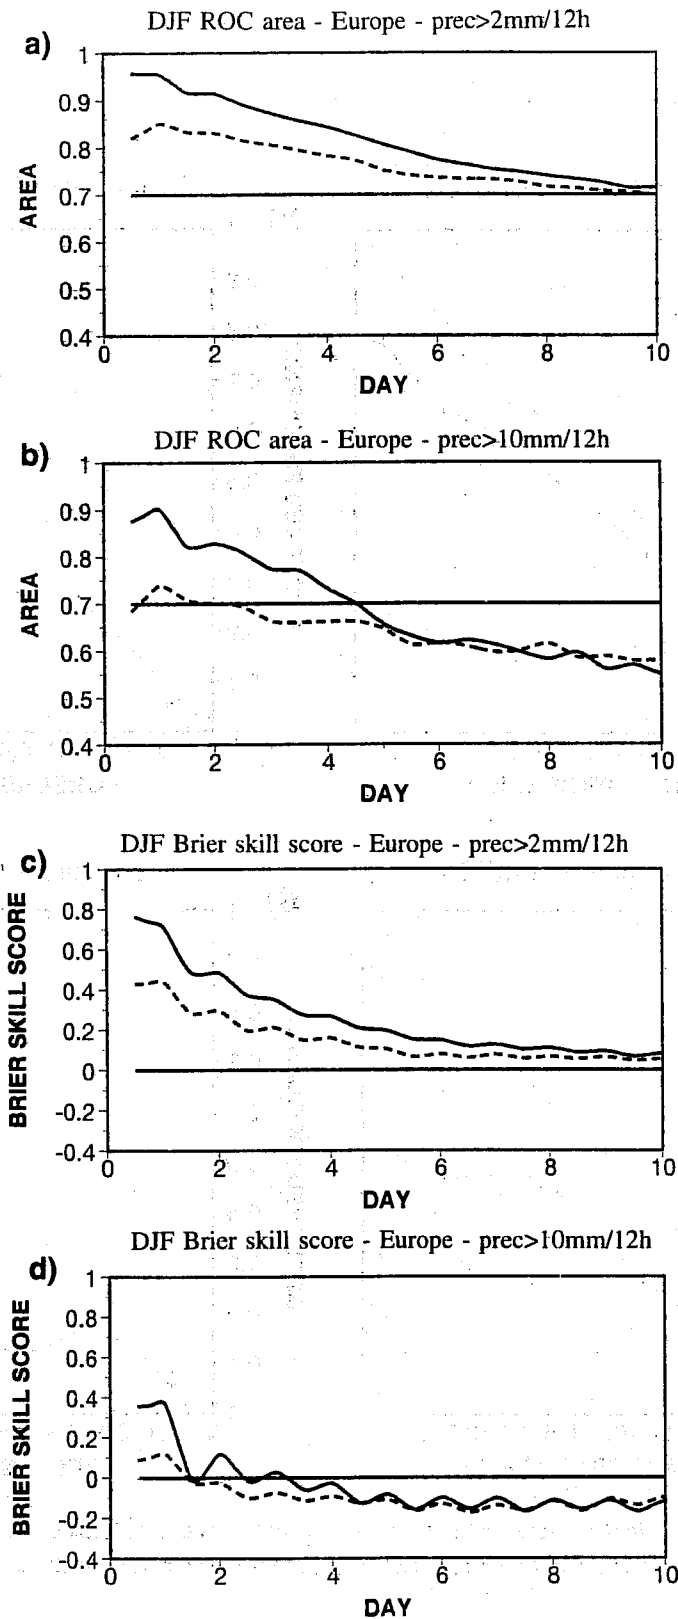 DJF ROC area - Europe - prec>2mm/12h
a)
1
0.9
0.8
0.7
0.6
0.5
0.4
AREA
0 2 4 6 8 10
DAY
DJF ROC area - Europe - prec>10mm/12h
b)
1
0.9
0.8
0.7
0.6
0.5
0.4
AREA
0 2 4 6 8 10
DAY
DJF Brier skill score - Europe - prec>2mm/12h
c)
1
0.8
0.6
0.4
0.2
0
-0.2
-0.4
BRIER SKILL SCORE
0 2 4 6 8 10
DAY
DJF Brier skill score - Europe - prec>10mm/12h
d)
1
0.8
0.6
0.4
0.2
0
-0.2
-0.4
BRIER SKILL SCORE
0 2 4 6 8 10
DAY